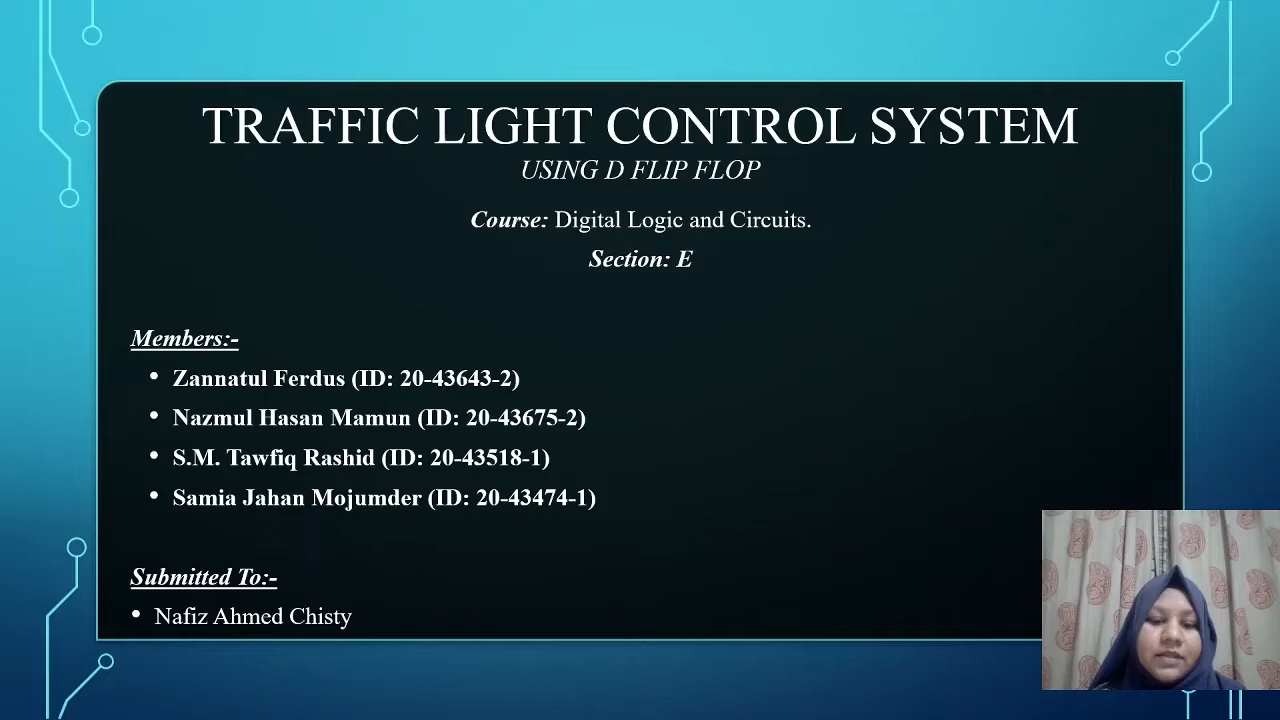 TRAFFIC LIGHT CONTROL SYSTEM
USING D FLIP FLOP
Course: Digital Logic and Circuits.
Section: E
Members:-
• Zannatul Ferdus (ID: 20-43643-2)
• Nazmul Hasan Mamun (ID: 20-43675-2)
• S.M. Tawfiq Rashid (ID: 20-43518-1)
• Samia Jahan Mojumder (ID: 20-43474-1)
Submitted To:-
• Nafiz Ahmed Chisty